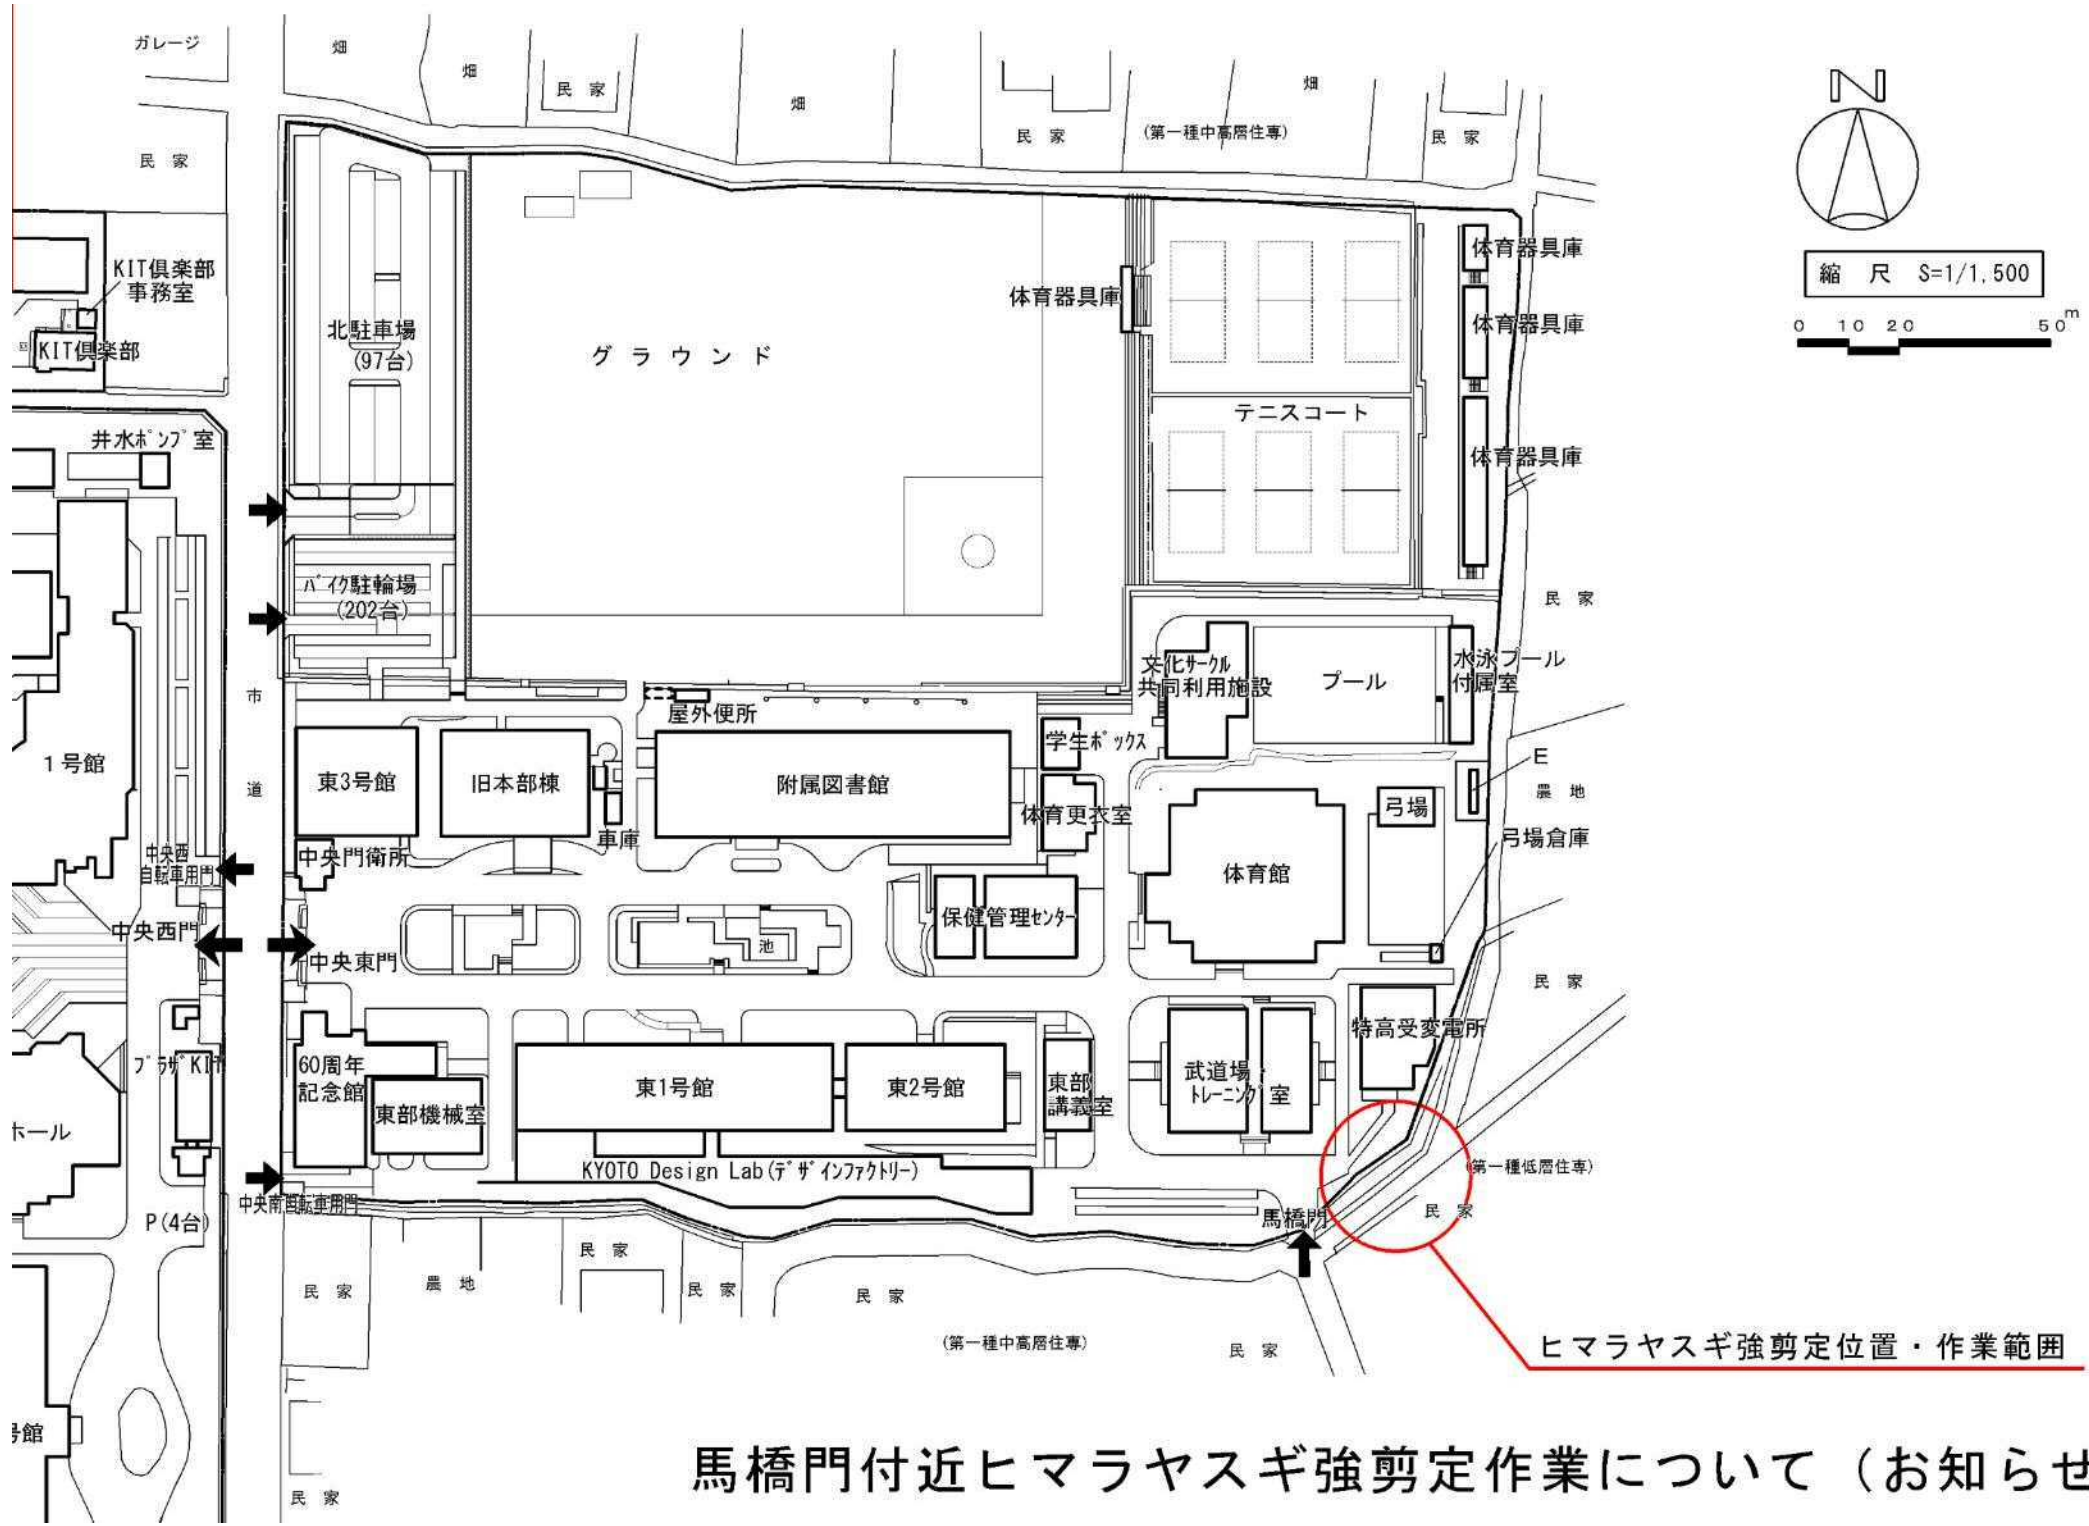 ガレージ
畑
畑
民家
畑
民家
(第一種中高層住専)
畑
民家
N
民家
縮 尺 S=1/1,500
0 10 20 50m
KIT倶楽部
事務室
KIT倶楽部
北駐車場
(97台)
グラウンド
体育器具庫
体育器具庫
体育器具庫
テニスコート
体育器具庫
井水ポンプ室
バイク駐輪場
(202台)
民家
市道
文化サークル
共同利用施設
プール
水泳プール
付属室
屋外便所
学生ボックス
1号館
東3号館
旧本部棟
附属図書館
E
農地
弓場
体育更衣室
車庫
弓場倉庫
中央門衛所
中央西
自転車用門
体育館
保健管理センター
中央西門
中央東門
池
民家
特高受変電所
プラザKIT
60周年
記念館
東部機械室
東1号館
東2号館
東部
講義室
武道場・
トレーニング室
ホール
KYOTO Design Lab(デザインファクトリー)
(第一種低層住専)
中央南自転車用門
P(4台)
馬橋門
民家
民家
農地
民家
民家
民家
(第一種中高層住専)
民家
ヒマラヤスギ強剪定位置・作業範囲
号館
民家
馬橋門付近ヒマラヤスギ強剪定作業について（お知らせ